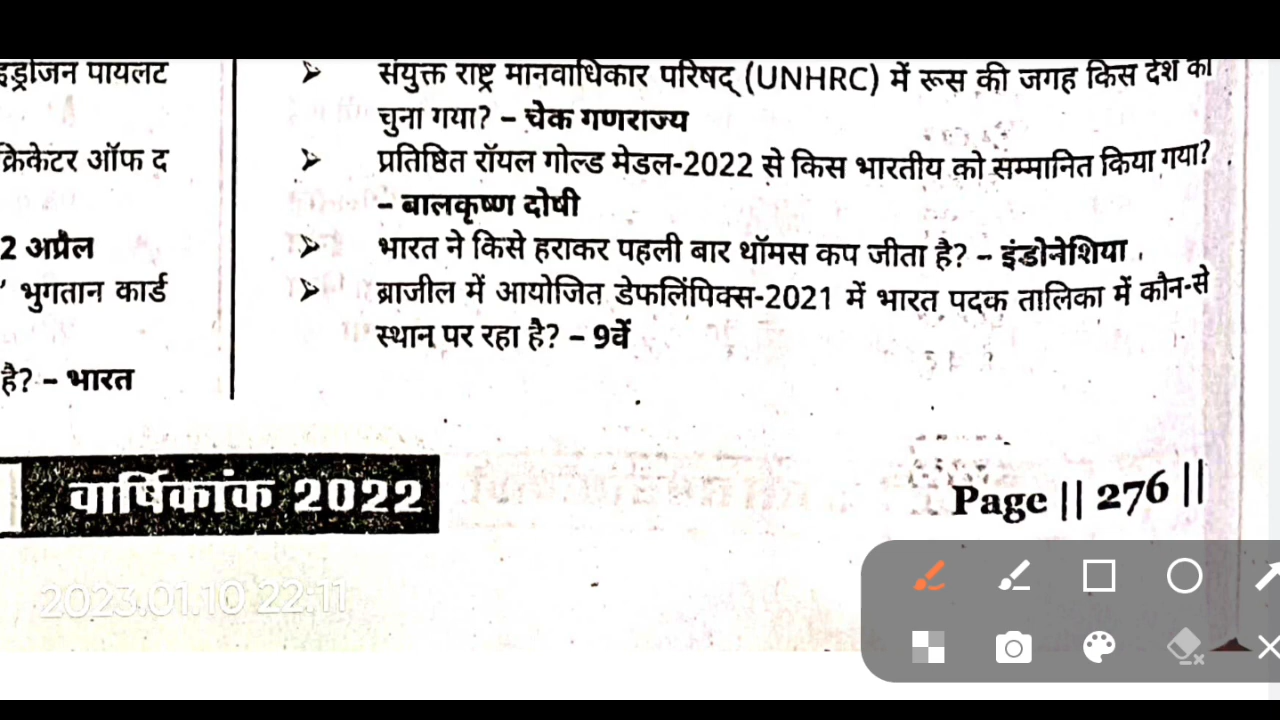 इड्रोजन पायलट
क्रिकेटर ऑफ द
2 अप्रैल
' भुगतान कार्ड
है? – भारत
➢ संयुक्त राष्ट्र मानवाधिकार परिषद् (UNHRC) में रूस की जगह किस देश को
चुना गया? – चेक गणराज्य
➢ प्रतिष्ठित रॉयल गोल्ड मेडल-2022 से किस भारतीय को सम्मानित किया गया?
– बालकृष्ण दोषी
➢ भारत ने किसे हराकर पहली बार थॉमस कप जीता है? – इंडोनेशिया
➢ ब्राजील में आयोजित डेफलिंपिक्स-2021 में भारत पदक तालिका में कौन-से
स्थान पर रहा है? – 9वें
वार्षिकांक 2022
Page || 276 ||
2023.01.10 22:11